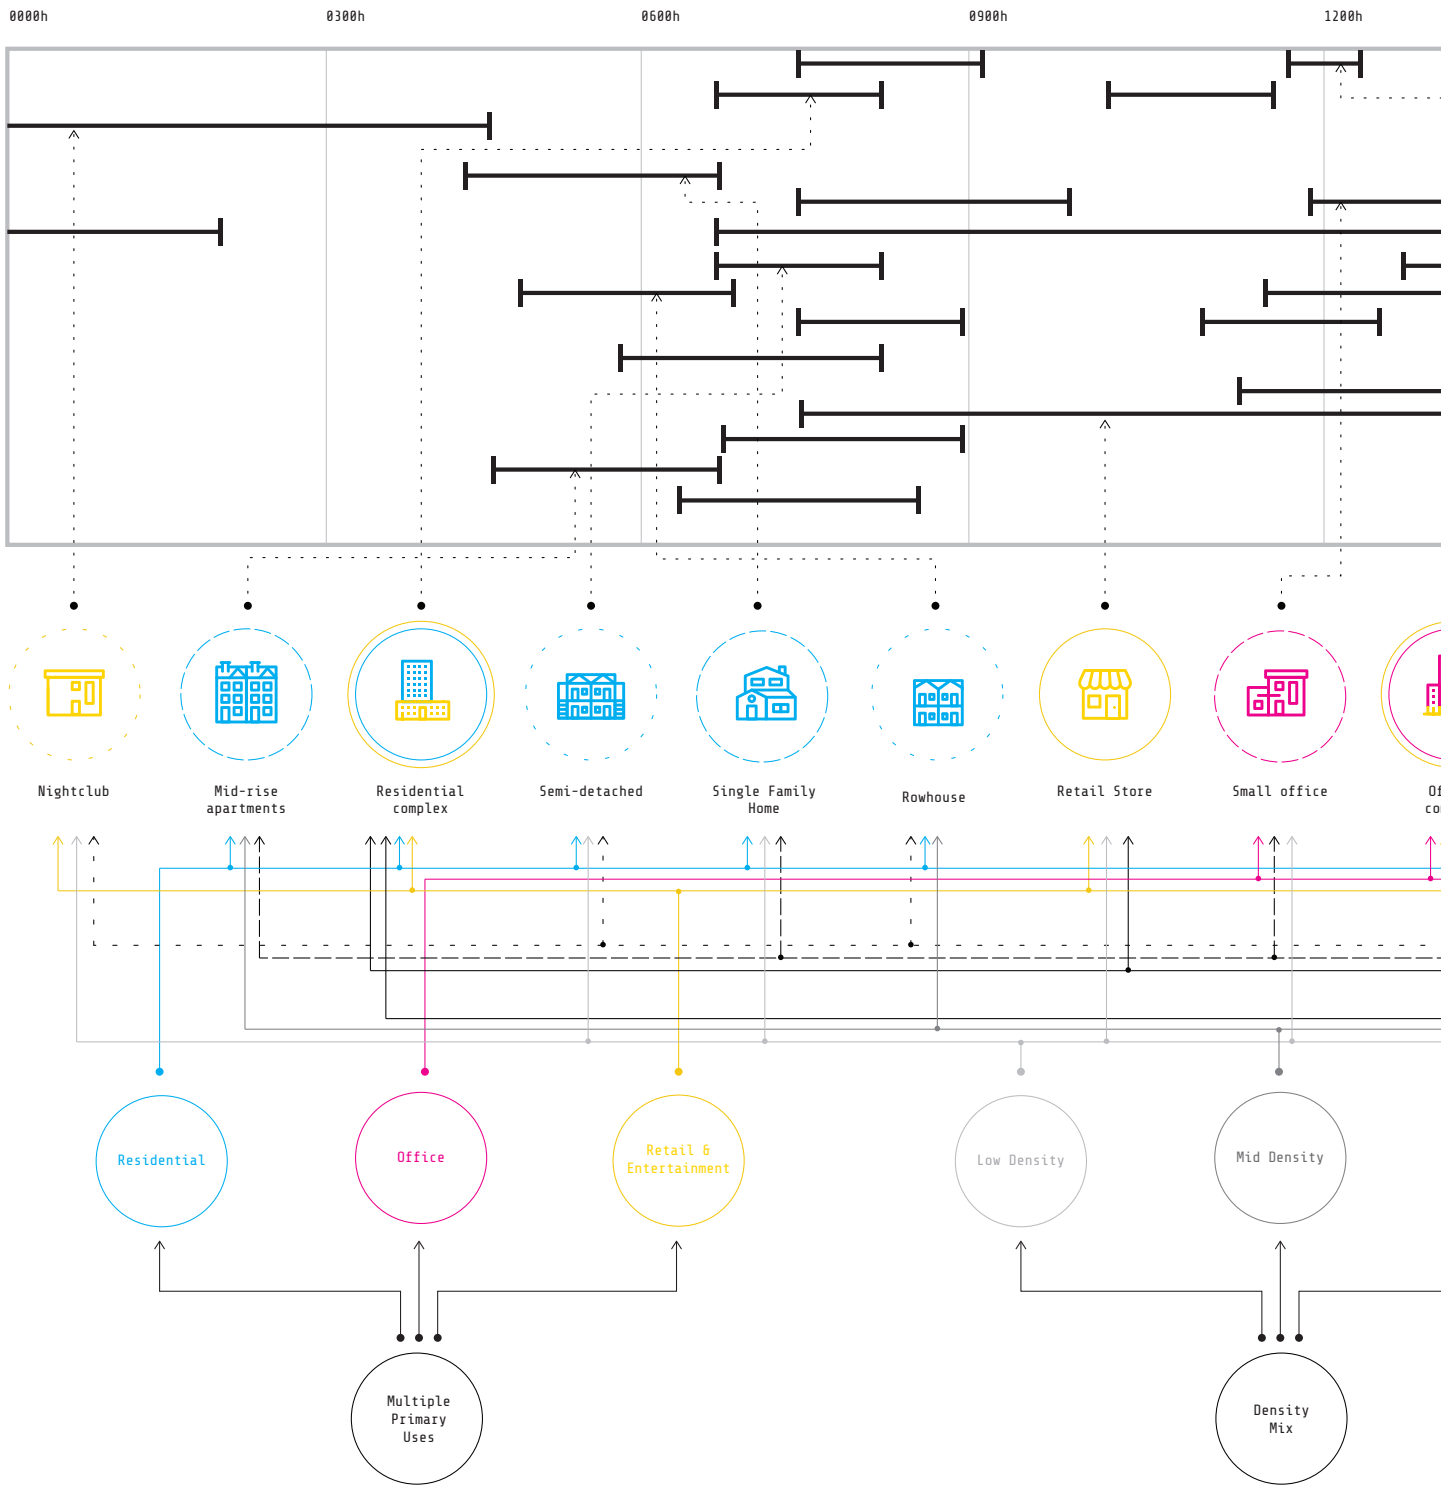 0000h 0300h 0600h 0900h 1200h
Nightclub
Mid-rise
apartments
Residential
complex
Semi-detached
Single Family
Home
Rowhouse
Retail Store
Small office
Residential
Office
Retail &
Entertainment
Low Density
Mid Density
Multiple
Primary
Uses
Density
Mix